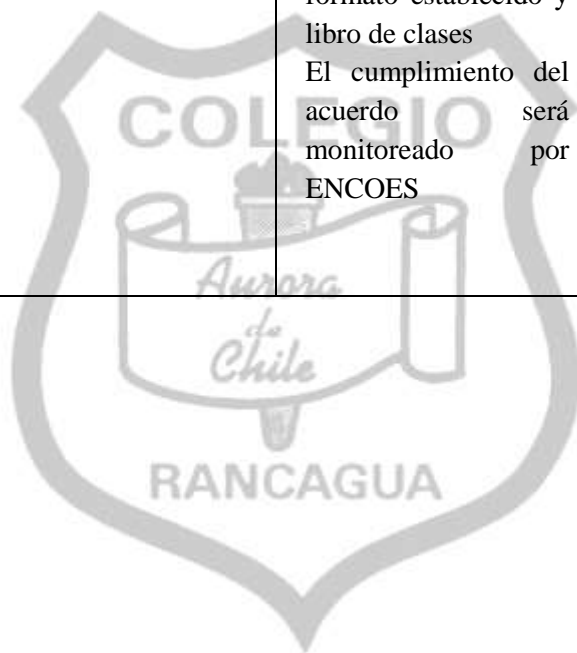 formato establecido y
libro de clases
El cumplimiento del
acuerdo será
monitoreado por
ENCOES
COLEGIO
Aurora
de
Chile
RANCAGUA